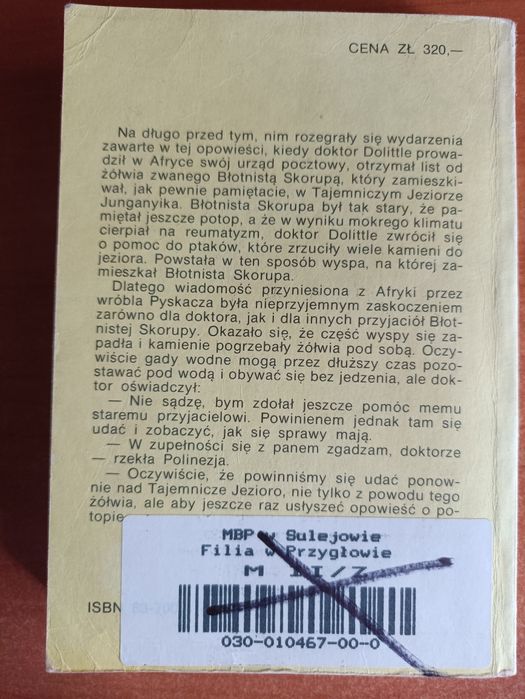 CENA ZŁ 320,—
Na długo przed tym, nim rozegrały się wydarzenia
zawarte w tej opowieści, kiedy doktor Dolittle prowa-
dził w Afryce swój urząd pocztowy, otrzymał list od
żółwia zwanego Błotnistą Skorupą, który zamieszki-
wał, jak pewnie pamiętacie, w Tajemniczym Jeziorze
Junganyika. Błotnista Skorupa był tak stary, że pa-
miętał jeszcze potop, a że w wyniku mokrego klimatu
cierpiał na reumatyzm, doktor Dolittle zwrócił się
o pomoc do ptaków, które zrzuciły wiele kamieni do
jeziora. Powstała w ten sposób wyspa, na której za-
mieszkał Błotnista Skorupa.
Dlatego wiadomość przyniesiona z Afryki przez
wróbla Pyskacza była nieprzyjemnym zaskoczeniem
zarówno dla doktora, jak i dla innych przyjaciół Błot-
nistej Skorupy. Okazało się, że część wyspy się za-
padła i kamienie pogrzebały żółwia pod sobą. Oczy-
wiście gady wodne mogą przez dłuższy czas pozo-
stawać pod wodą i obywać się bez jedzenia, ale dok-
tor oświadczył:
— Nie sądzę, bym zdołał jeszcze pomóc memu
staremu przyjacielowi. Powinienem jednak tam się
udać i zobaczyć, jak się sprawy mają.
— W zupełności się z panem zgadzam, doktorze
— rzekła Polinezja.
— Oczywiście, że powinniśmy się udać ponow-
nie nad Tajemnicze Jezioro, nie tylko z powodu tego
żółwia, ale aby jeszcze raz usłyszeć opowieść o po-
topie
MBP w Sulejowie
Filia w Przygłowie
M II/Z
ISBN 83-200
030-010467-00-0